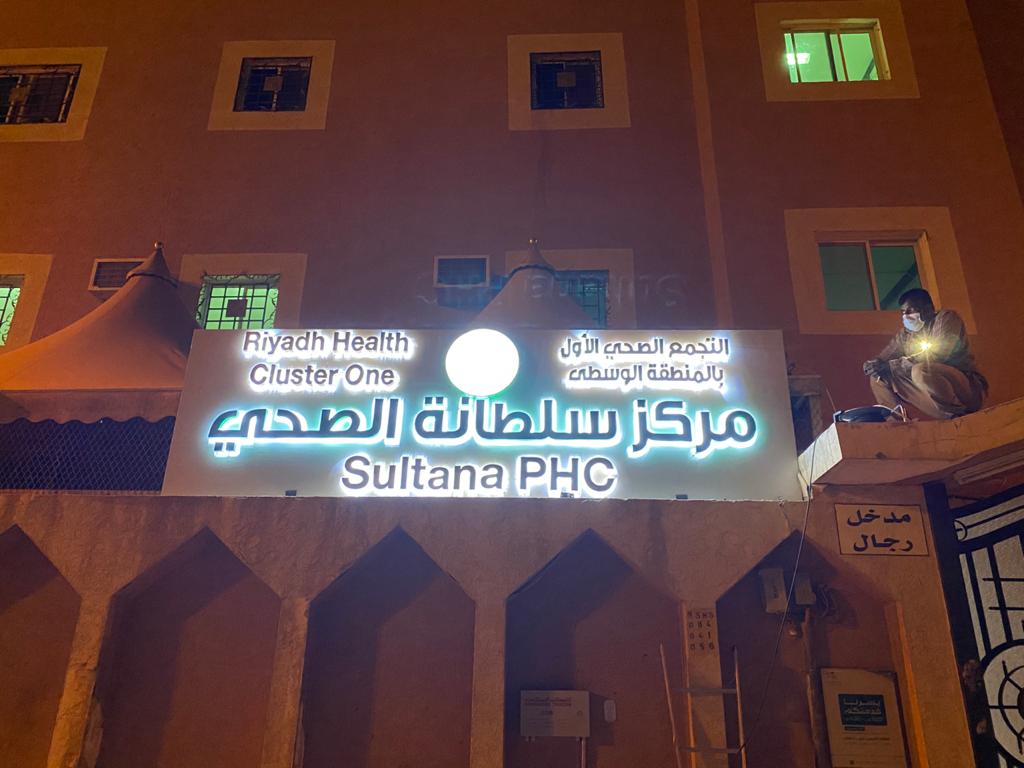 Riyadh Health
Cluster One
التجمع الصحي الأول
بالمنطقة الوسطى
مركز سلطانة الصحي
Sultana PHC
مدخل
رجال